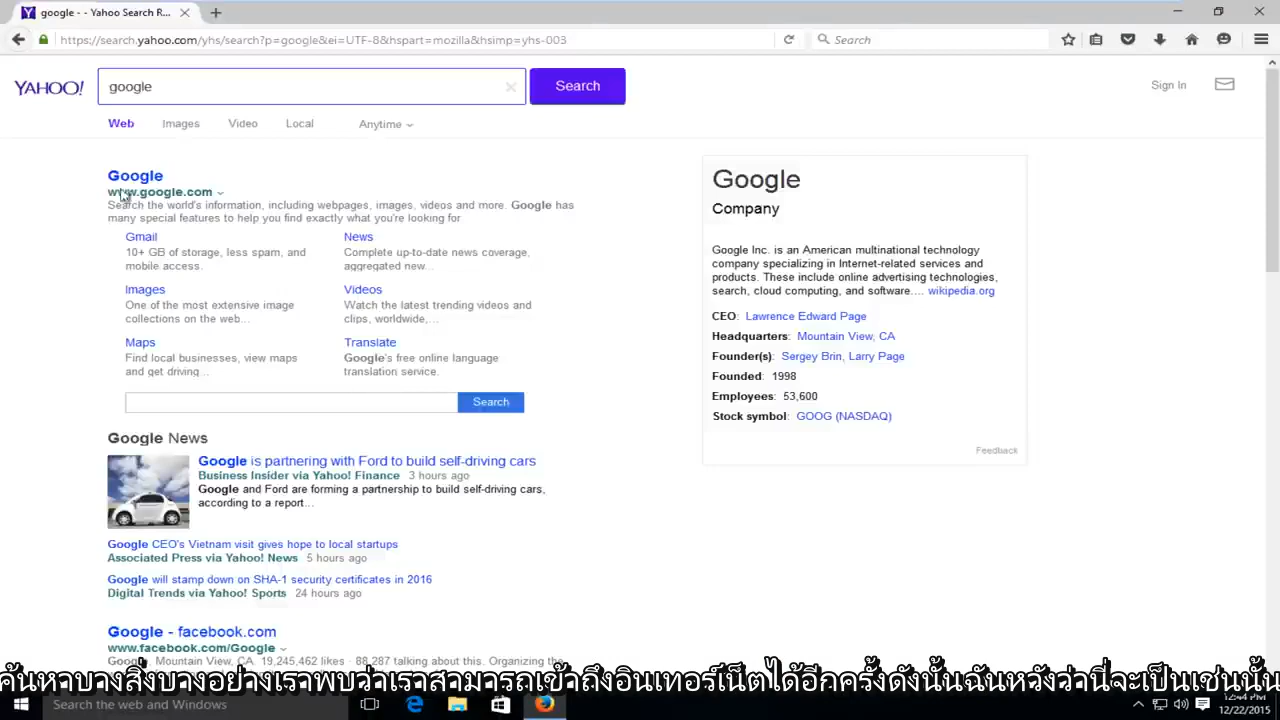 google - - Yahoo Search R...
https://search.yahoo.com/yhs/search?p=google&ei=UTF-8&hspart=mozilla&hsimp=yhs-003
Search
YAHOO!
google
Search
Sign In
Web
Images
Video
Local
Anytime
Google
www.google.com
Search the world's information, including webpages, images, videos and more. Google has
many special features to help you find exactly what you're looking for
Gmail
10+ GB of storage, less spam, and
mobile access.
News
Complete up-to-date news coverage,
aggregated new...
Images
One of the most extensive image
collections on the web...
Videos
Watch the latest trending videos and
clips, worldwide,...
Maps
Find local businesses, view maps
and get driving...
Translate
Google's free online language
translation service.
Search
Google News
Google is partnering with Ford to build self-driving cars
Business Insider via Yahoo! Finance 3 hours ago
Google and Ford are forming a partnership to build self-driving cars,
according to a report...
Google CEO's Vietnam visit gives hope to local startups
Associated Press via Yahoo! News 5 hours ago
Google will stamp down on SHA-1 security certificates in 2016
Digital Trends via Yahoo! Sports 24 hours ago
Google - facebook.com
www.facebook.com/Google
Google, Mountain View, CA. 19,245,462 likes · 88,287 talking about this. Organizing the
Google
Company
Google Inc. is an American multinational technology
company specializing in Internet-related services and
products. These include online advertising technologies,
search, cloud computing, and software.... wikipedia.org
CEO: Lawrence Edward Page
Headquarters: Mountain View, CA
Founder(s): Sergey Brin, Larry Page
Founded: 1998
Employees: 53,600
Stock symbol: GOOG (NASDAQ)
Feedback
ค้นหาบางสิ่งบางอย่างเราพบว่าเราสามารถเข้าถึงอินเทอร์เน็ตได้อีกครั้งดังนั้นฉันหวังว่านี่จะเป็นเช่นนั้น
Search the web and Windows
12:44 PM
12/22/2015